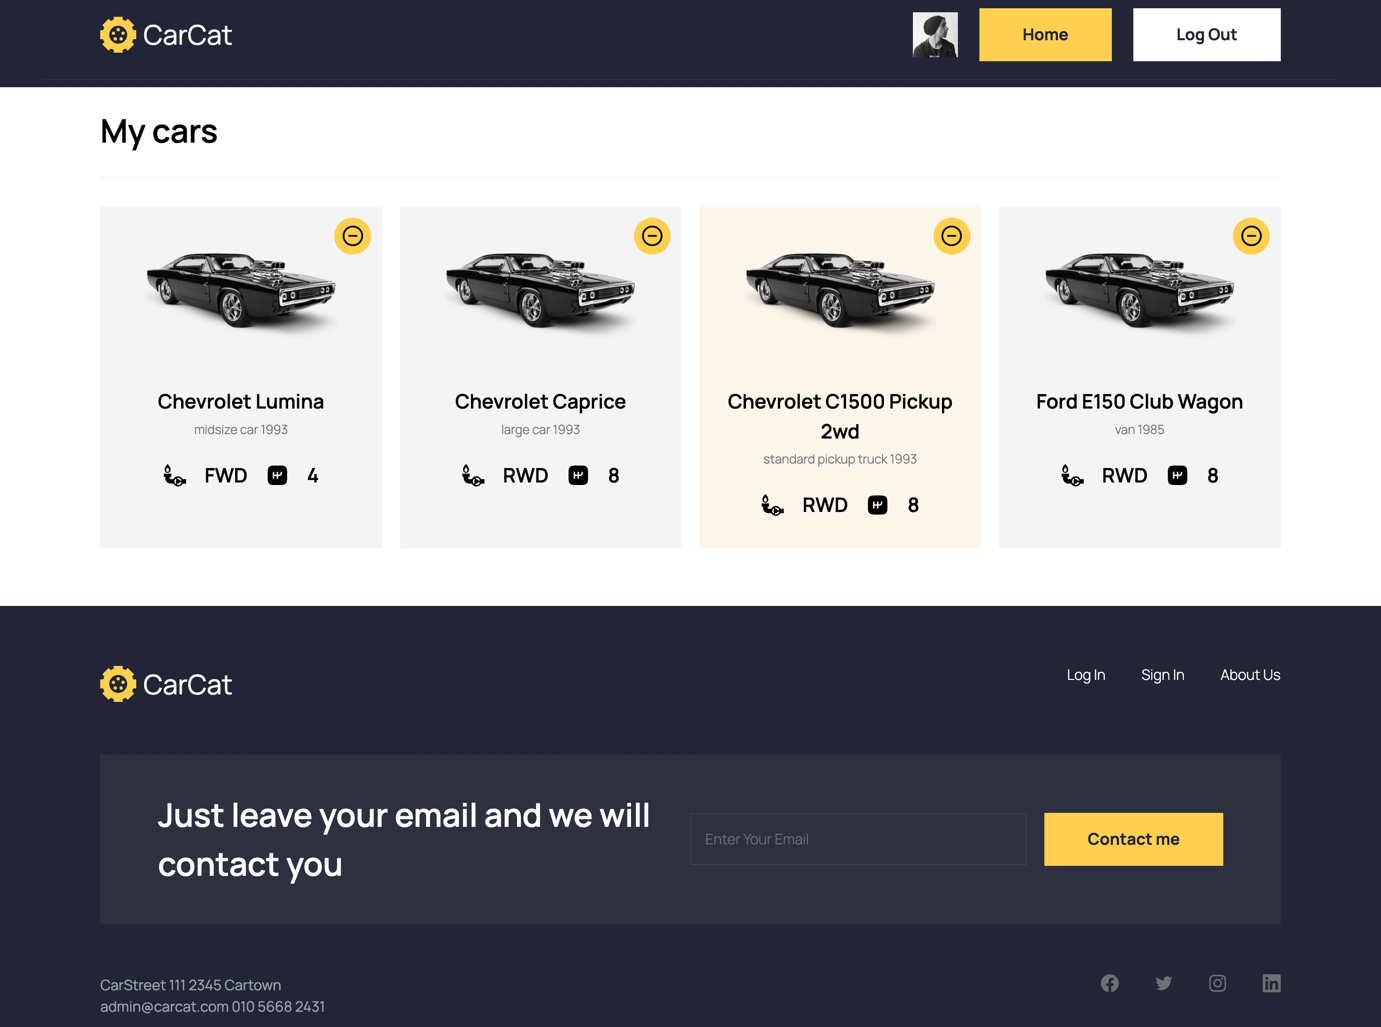 CarCat
Home
Log Out
My cars
Chevrolet Lumina
midsize car 1993
FWD 4
Chevrolet Caprice
large car 1993
RWD 8
Chevrolet C1500 Pickup
2wd
standard pickup truck 1993
RWD 8
Ford E150 Club Wagon
van 1985
RWD 8
CarCat
Log In
Sign In
About Us
Just leave your email and we will
contact you
Enter Your Email
Contact me
CarStreet 111 2345 Cartown
admin@carcat.com 010 5668 2431